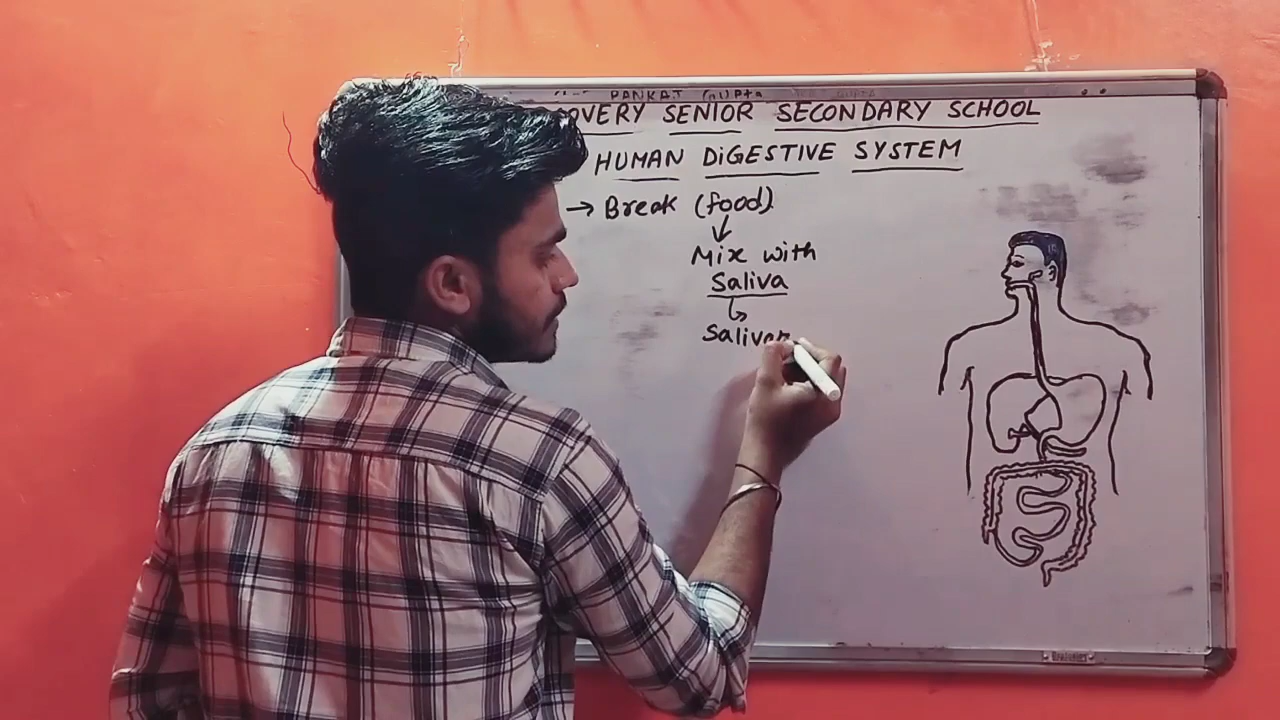 PANKAJ GUPTA
OVERY SENIOR SECONDARY SCHOOL
HUMAN DIGESTIVE SYSTEM
→ Break (food)
↓
Mix with
Saliva
↳
Salivar